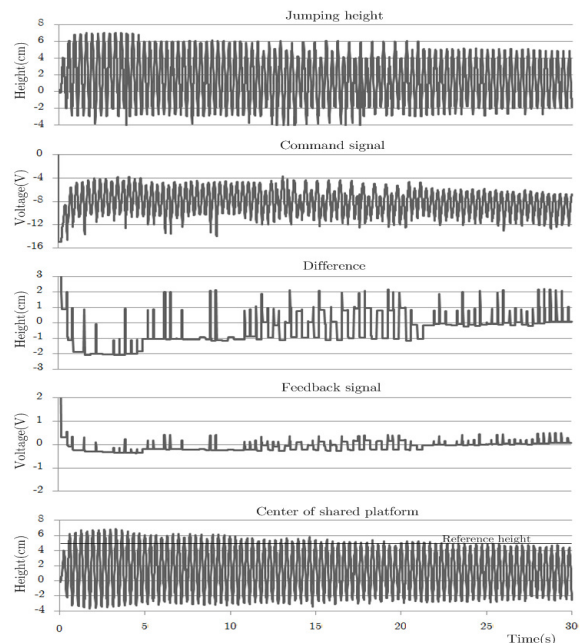 Jumping height
Height(cm)
8
6
4
2
0
-2
-4
Command signal
Voltage(V)
0
-4
-8
-12
-16
Difference
Height(cm)
3
2
1
0
-1
-2
-3
Feedback signal
Voltage(V)
2
1
0
-1
-2
Center of shared platform
Height(cm)
8
6
4
2
0
-2
-4
Reference height
0 5 10 15 20 25 30
Time(s)